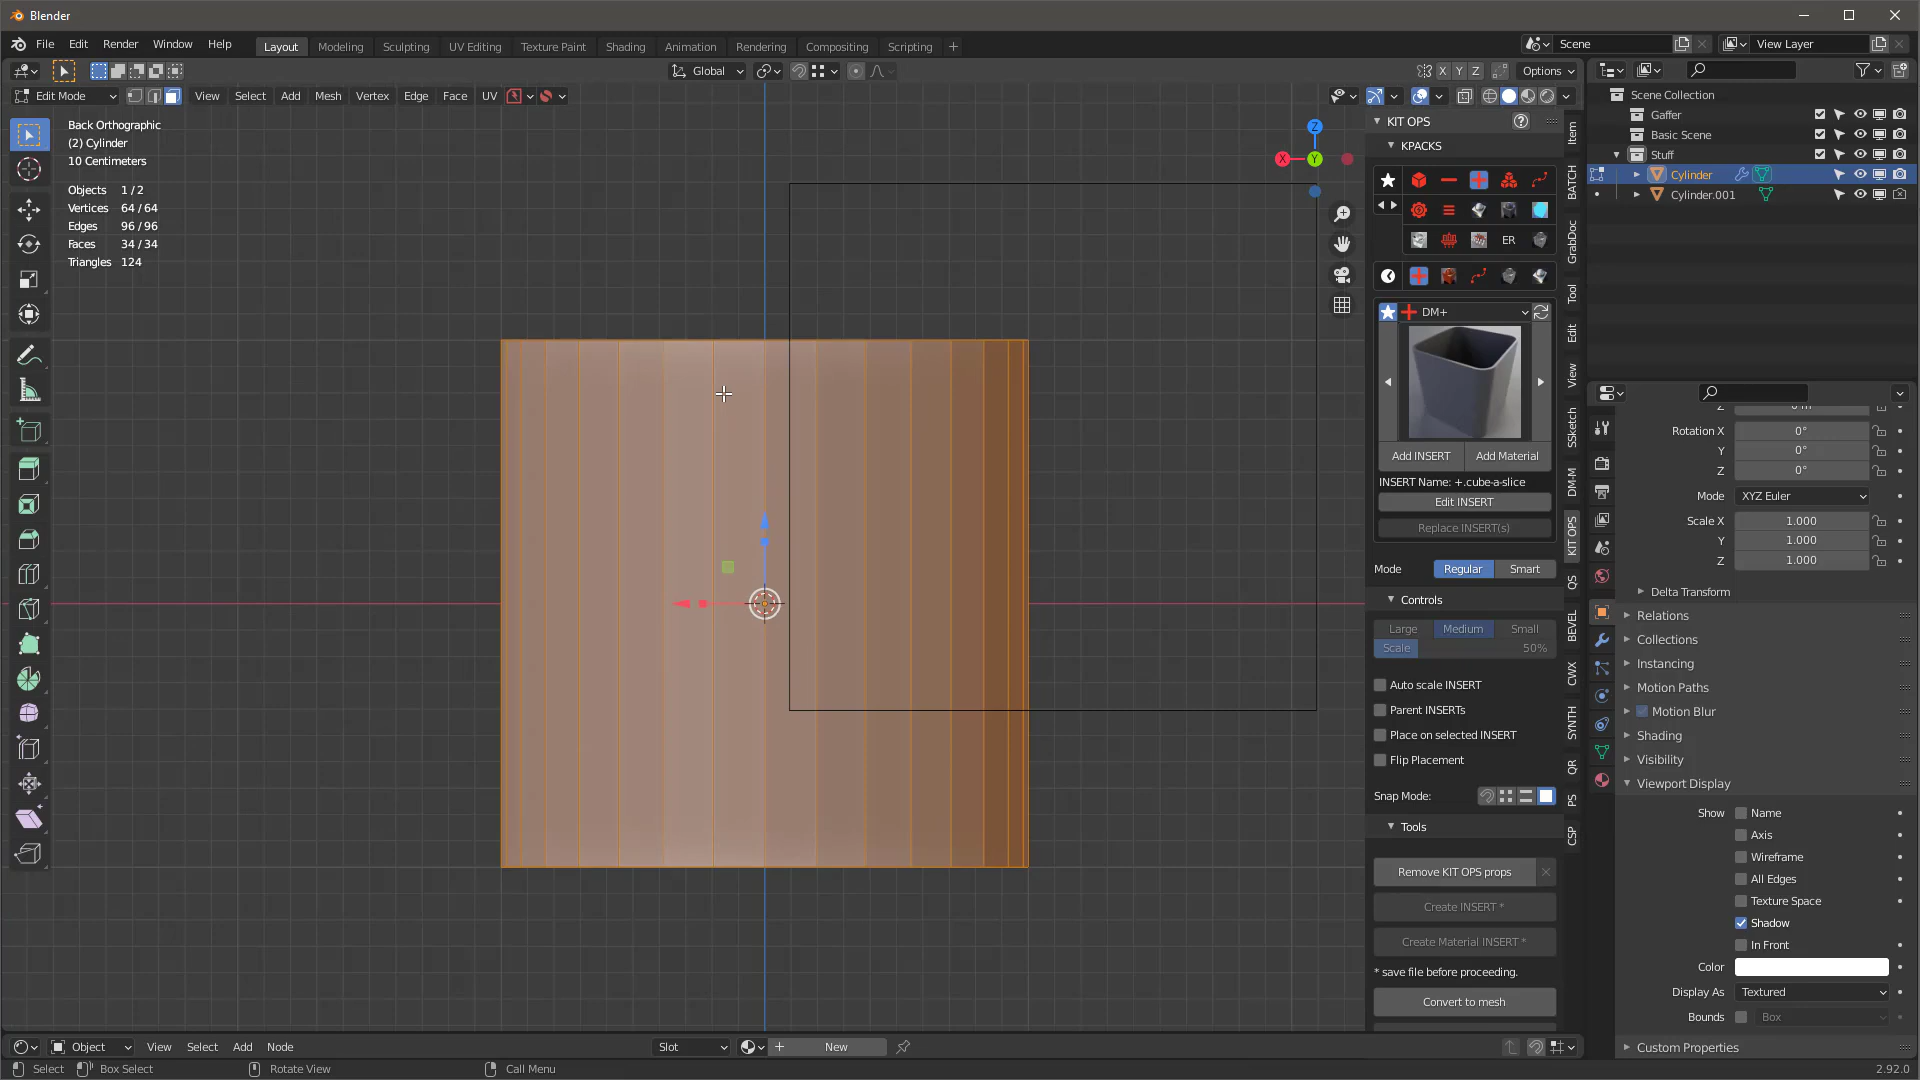 Blender
File Edit Render Window Help
Layout Modeling Sculpting UV Editing Texture Paint Shading Animation Rendering Compositing Scripting +
Scene
View Layer
Global
X Y Z
Options
Edit Mode
View Select Add Mesh Vertex Edge Face UV
Back Orthographic
(2) Cylinder
10 Centimeters
Objects 1 / 2
Vertices 64 / 64
Edges 96 / 96
Faces 34 / 34
Triangles 124
Z
X
Y
KIT OPS
KPACKS
ER
DM+
Add INSERT
Add Material
INSERT Name: +.cube-a-slice
Edit INSERT
Replace INSERT(s)
Mode
Regular
Smart
Controls
Large Medium Small
Scale 50%
Auto scale INSERT
Parent INSERTs
Place on selected INSERT
Flip Placement
Snap Mode:
Tools
Remove KIT OPS props
Create INSERT *
Create Material INSERT *
* save file before proceeding.
Convert to mesh
Item
BATCH
GrabDoc
Tool
Edit
View
SSketch
DM-M
KIT OPS
QS
BEVEL
CWX
SYNTH
QR
PS
CSP
Scene Collection
Gaffer
Basic Scene
Stuff
Cylinder
Cylinder.001
Z 0 m
Rotation X 0°
Y 0°
Z 0°
Mode XYZ Euler
Scale X 1.000
Y 1.000
Z 1.000
Delta Transform
Relations
Collections
Instancing
Motion Paths
Motion Blur
Shading
Visibility
Viewport Display
Show Name
Axis
Wireframe
All Edges
Texture Space
Shadow
In Front
Color
Display As Textured
Bounds Box
Custom Properties
Object View Select Add Node
Slot
New
Select Box Select Rotate View Call Menu
2.92.0